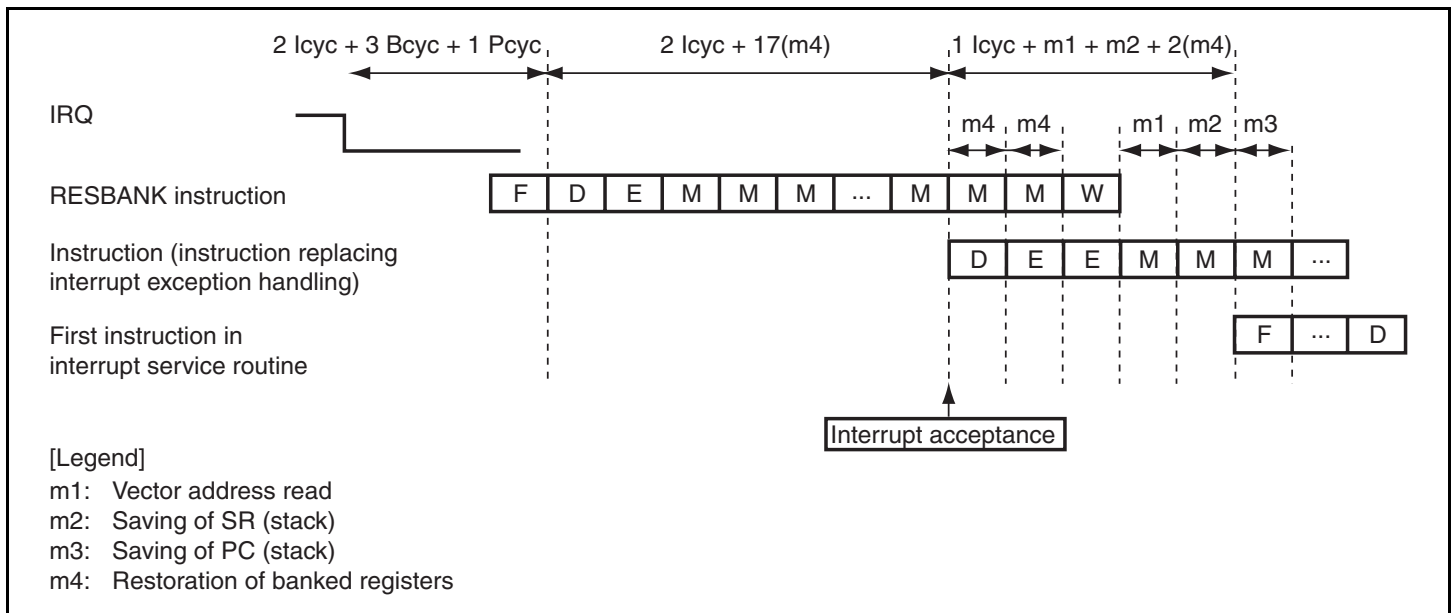 2 Icyc + 3 Bcyc + 1 Pcyc 2 Icyc + 17(m4) 1 Icyc + m1 + m2 + 2(m4)
IRQ
m4 m4 m1 m2 m3
RESBANK instruction F D E M M M ... M M M W
Instruction (instruction replacing
interrupt exception handling) D E E M M M ...
First instruction in
interrupt service routine F ... D
Interrupt acceptance
[Legend]
m1: Vector address read
m2: Saving of SR (stack)
m3: Saving of PC (stack)
m4: Restoration of banked registers